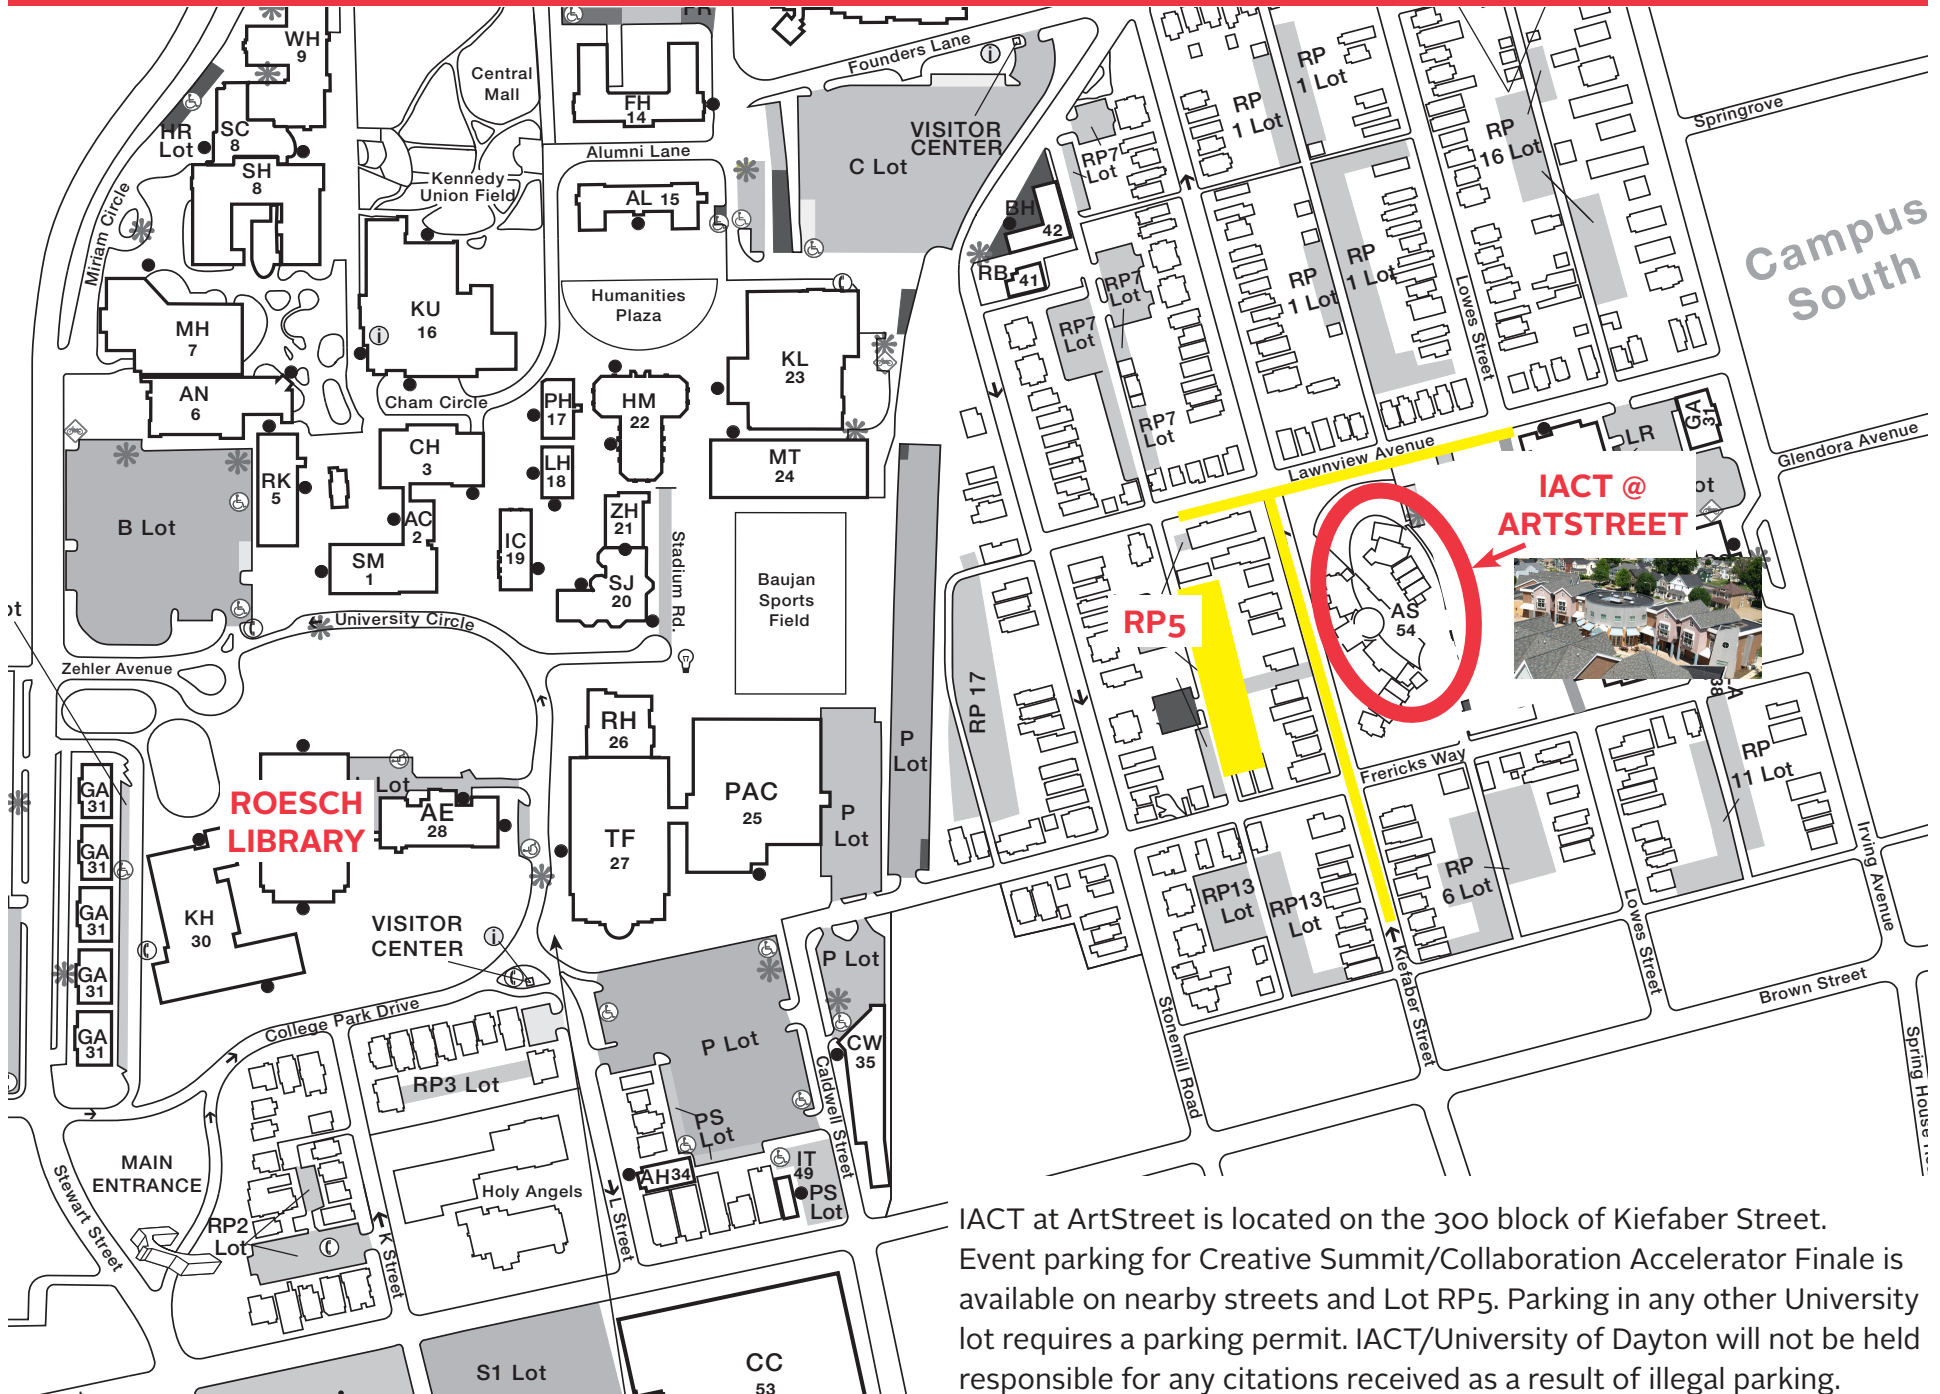 WH
9
Central
Mall
FH
14
Founders Lane
VISITOR
CENTER
C Lot
HR
Lot
SC
8
SH
8
Alumni Lane
Kennedy
Union Field
AL 15
Miriam Circle
KU
16
Humanities
Plaza
MH
7
AN
6
Cham Circle
PH
17
HM
22
KL
23
CH
3
LH
18
MT
24
RK
5
AC
2
ZH
21
IC
19
SM
1
SJ
20
B Lot
Stadium Rd.
Baujan
Sports
Field
University Circle
Zehler Avenue
BH
42
RB
41
RP7
Lot
RP7
Lot
RP7
Lot
RP7
Lot
RP
1 Lot
RP
1 Lot
RP
1 Lot
RP
1 Lot
RP
16 Lot
Springrove
Campus
South
Lowes Street
Lawnview Avenue
GA
31
LR
Glendora Avenue
IACT @
ARTSTREET
AS
54
RP5
RP 17
Frericks Way
RP
11 Lot
RP
6 Lot
RP13
Lot
RP13
Lot
Irving Avenue
Lowes Street
Kiefaber Street
Stonemill Road
Brown Street
RH
26
PAC
25
TF
27
P
Lot
P
Lot
Lot
ROESCH
LIBRARY
AE
28
KH
30
GA
31
GA
31
GA
31
GA
31
GA
31
VISITOR
CENTER
College Park Drive
RP3 Lot
P Lot
P Lot
CW
35
PS
Lot
Caldwell Street
AH34
IT
49
PS
Lot
Holy Angels
L Street
K Street
MAIN
ENTRANCE
Stewart Street
RP2
Lot
S1 Lot
CC
53
IACT at ArtStreet is located on the 300 block of Kiefaber Street.
Event parking for Creative Summit/Collaboration Accelerator Finale is
available on nearby streets and Lot RP5. Parking in any other University
lot requires a parking permit. IACT/University of Dayton will not be held
responsible for any citations received as a result of illegal parking.